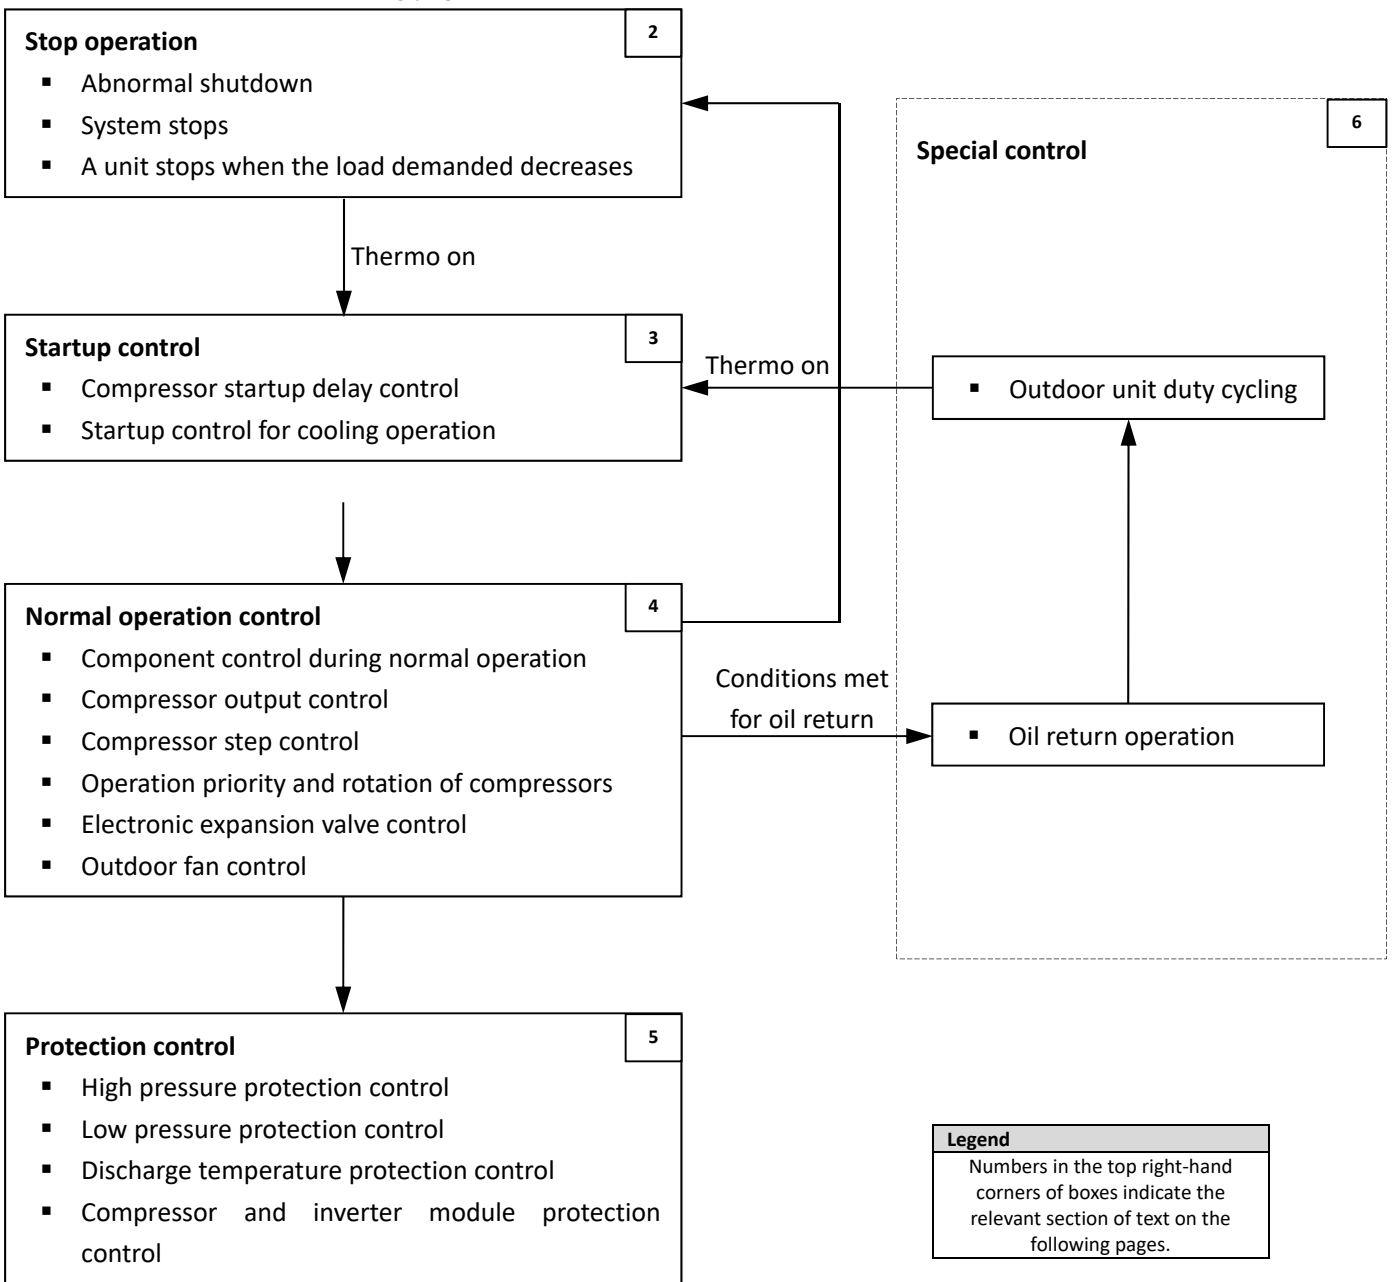 Stop operation
2
▪ Abnormal shutdown
▪ System stops
▪ A unit stops when the load demanded decreases
Thermo on
Startup control
3
▪ Compressor startup delay control
▪ Startup control for cooling operation
Thermo on
Normal operation control
4
▪ Component control during normal operation
▪ Compressor output control
▪ Compressor step control
▪ Operation priority and rotation of compressors
▪ Electronic expansion valve control
▪ Outdoor fan control
Conditions met
for oil return
Special control
6
▪ Outdoor unit duty cycling
▪ Oil return operation
Protection control
5
▪ High pressure protection control
▪ Low pressure protection control
▪ Discharge temperature protection control
▪ Compressor and inverter module protection
control
Legend
Numbers in the top right-hand
corners of boxes indicate the
relevant section of text on the
following pages.